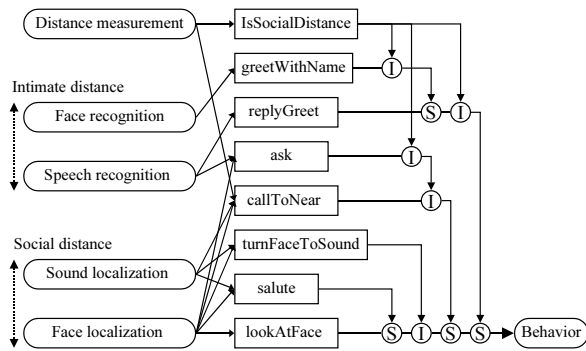 Distance measurement
IsSocialDistance
Intimate distance
greetWithName
I
Face recognition
replyGreet
S
I
Speech recognition
ask
I
callToNear
I
Social distance
turnFaceToSound
Sound localization
salute
Face localization
lookAtFace
S
I
S
S
Behavior